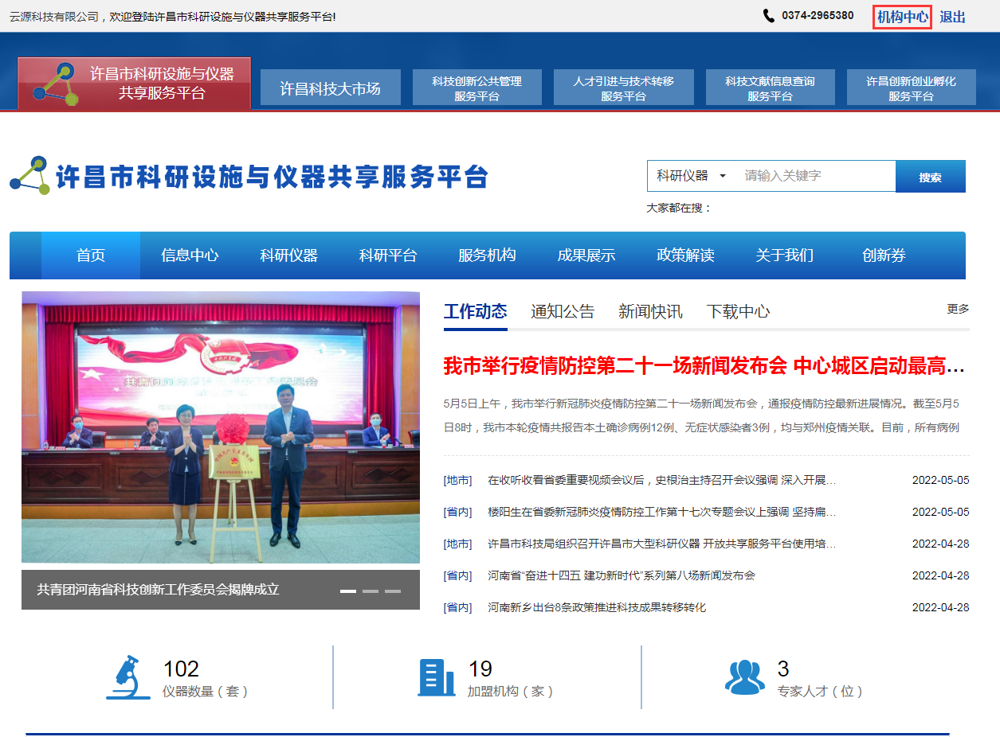 云源科技有限公司，欢迎登陆许昌市科研设施与仪器共享服务平台!
0374-2965380
机构中心
退出
许昌市科研设施与仪器
共享服务平台
许昌科技大市场
科技创新公共管理
服务平台
人才引进与技术转移
服务平台
科技文献信息查询
服务平台
许昌创新创业孵化
服务平台
许昌市科研设施与仪器共享服务平台
科研仪器
请输入关键字
搜索
大家都在搜：
首页
信息中心
科研仪器
科研平台
服务机构
成果展示
政策解读
关于我们
创新券
共青团河南省科技创新工作委员会揭牌成立
工作动态
通知公告
新闻快讯
下载中心
更多
我市举行疫情防控第二十一场新闻发布会 中心城区启动最高...
5月5日上午，我市举行新冠肺炎疫情防控第二十一场新闻发布会，通报疫情防控最新进展情况。截至5月5
日8时，我市本轮疫情共报告本土确诊病例12例、无症状感染者3例，均与郑州疫情关联。目前，所有病例
[地市] 在收听收看省委重要视频会议后，史根治主持召开会议强调 深入开展... 2022-05-05
[省内] 楼阳生在省委新冠肺炎疫情防控工作第十七次专题会议上强调 坚持扁... 2022-05-05
[地市] 许昌市科技局组织召开许昌市大型科研仪器 开放共享服务平台使用培... 2022-04-28
[省内] 河南省“奋进十四五 建功新时代”系列第八场新闻发布会 2022-04-28
[省内] 河南新乡出台8条政策推进科技成果转移转化 2022-04-28
102
仪器数量（套）
19
加盟机构（家）
3
专家人才（位）